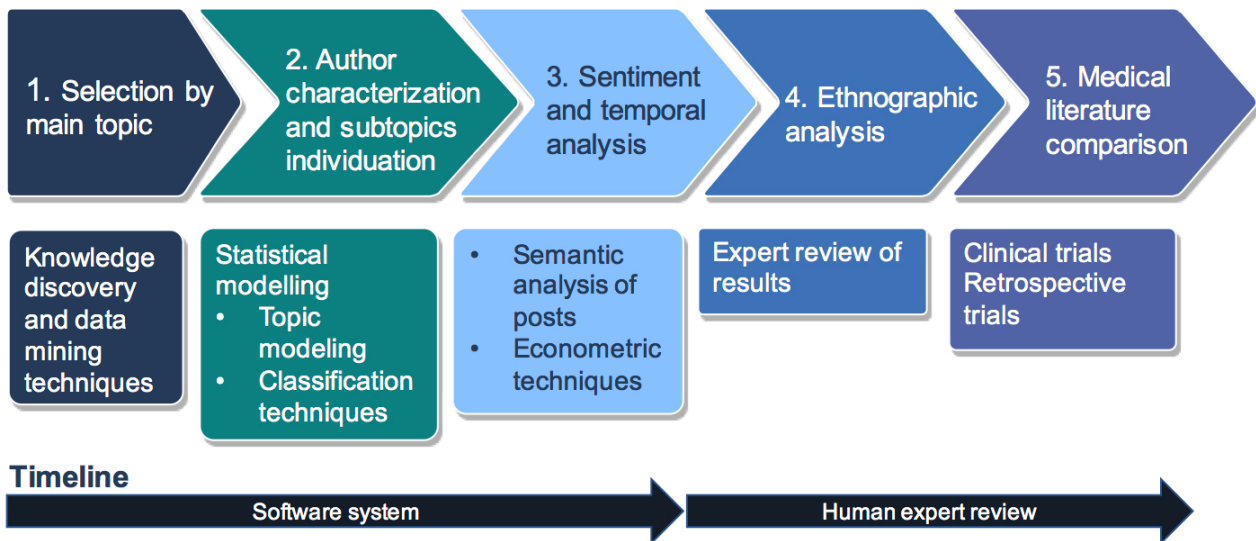 1. Selection by
main topic
2. Author
characterization
and subtopics
individuation
3. Sentiment
and temporal
analysis
4. Ethnographic
analysis
5. Medical
literature
comparison
Knowledge
discovery
and data
mining
techniques
Statistical
modelling
• Topic
modeling
• Classification
techniques
• Semantic
analysis of
posts
• Econometric
techniques
Expert review of
results
Clinical trials
Retrospective
trials
Timeline
Software system
Human expert review